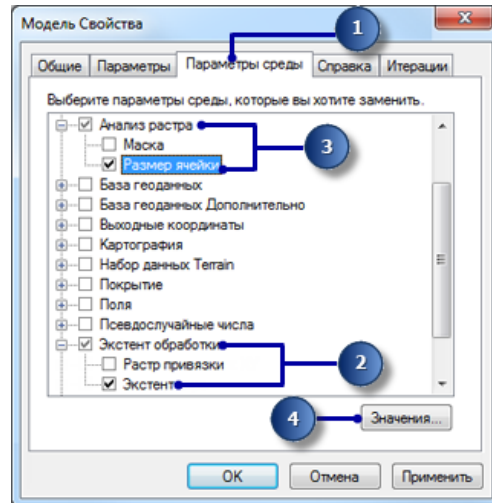 Модель Свойства
1
Общие Параметры Параметры среды Справка Итерации
Выберите параметры среды, которые вы хотите заменить.
Анализ растра
Маска
3
Размер ячейки
База геоданных
База геоданных Дополнительно
Выходные координаты
Картография
Набор данных Terrain
Покрытие
Поля
Псевдослучайные числа
Экстент обработки
Растр привязки
2
Экстент
4
Значения...
OK Отмена Применить